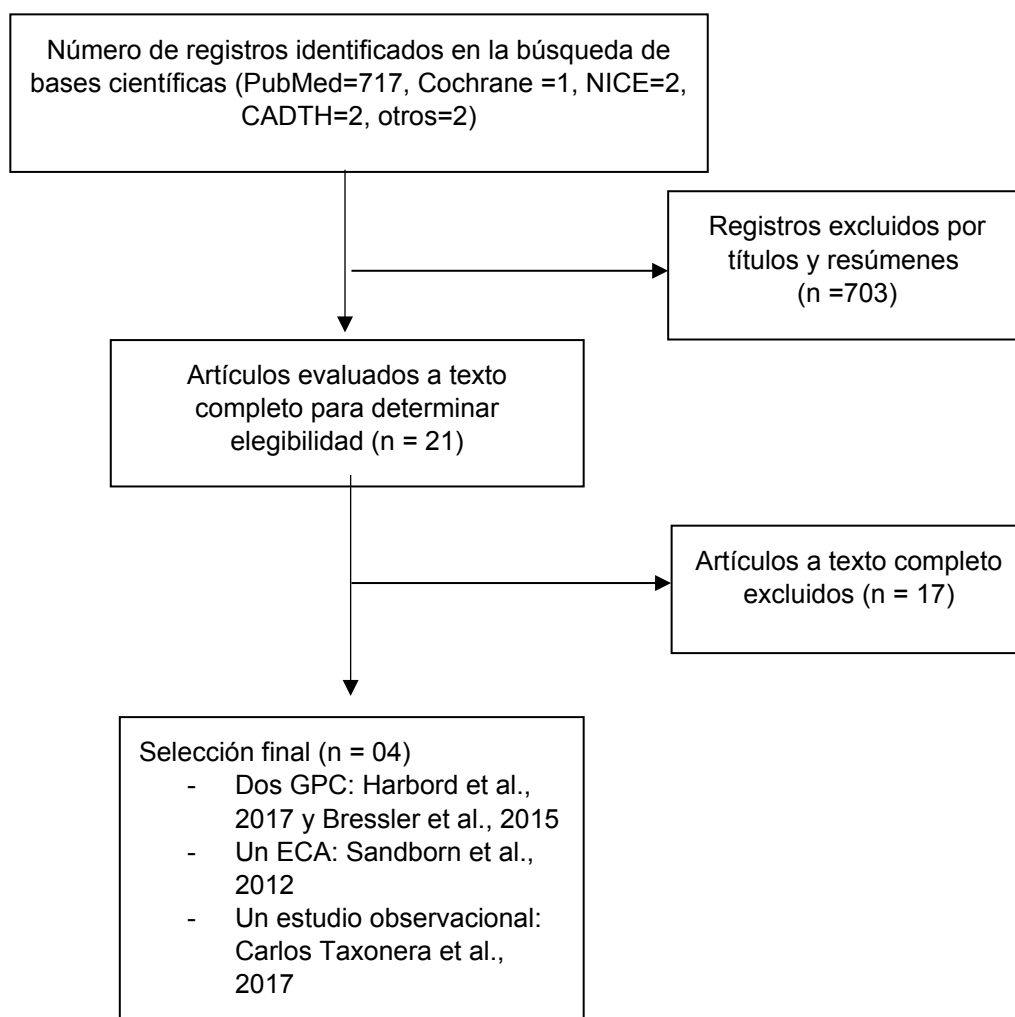 Número de registros identificados en la búsqueda de
bases científicas (PubMed=717, Cochrane =1, NICE=2,
CADTH=2, otros=2)
Registros excluidos por
títulos y resúmenes
(n =703)
Artículos evaluados a texto
completo para determinar
elegibilidad (n = 21)
Artículos a texto completo
excluidos (n = 17)
Selección final (n = 04)
- Dos GPC: Harbord et al.,
2017 y Bressler et al., 2015
- Un ECA: Sandborn et al.,
2012
- Un estudio observacional:
Carlos Taxonera et al.,
2017